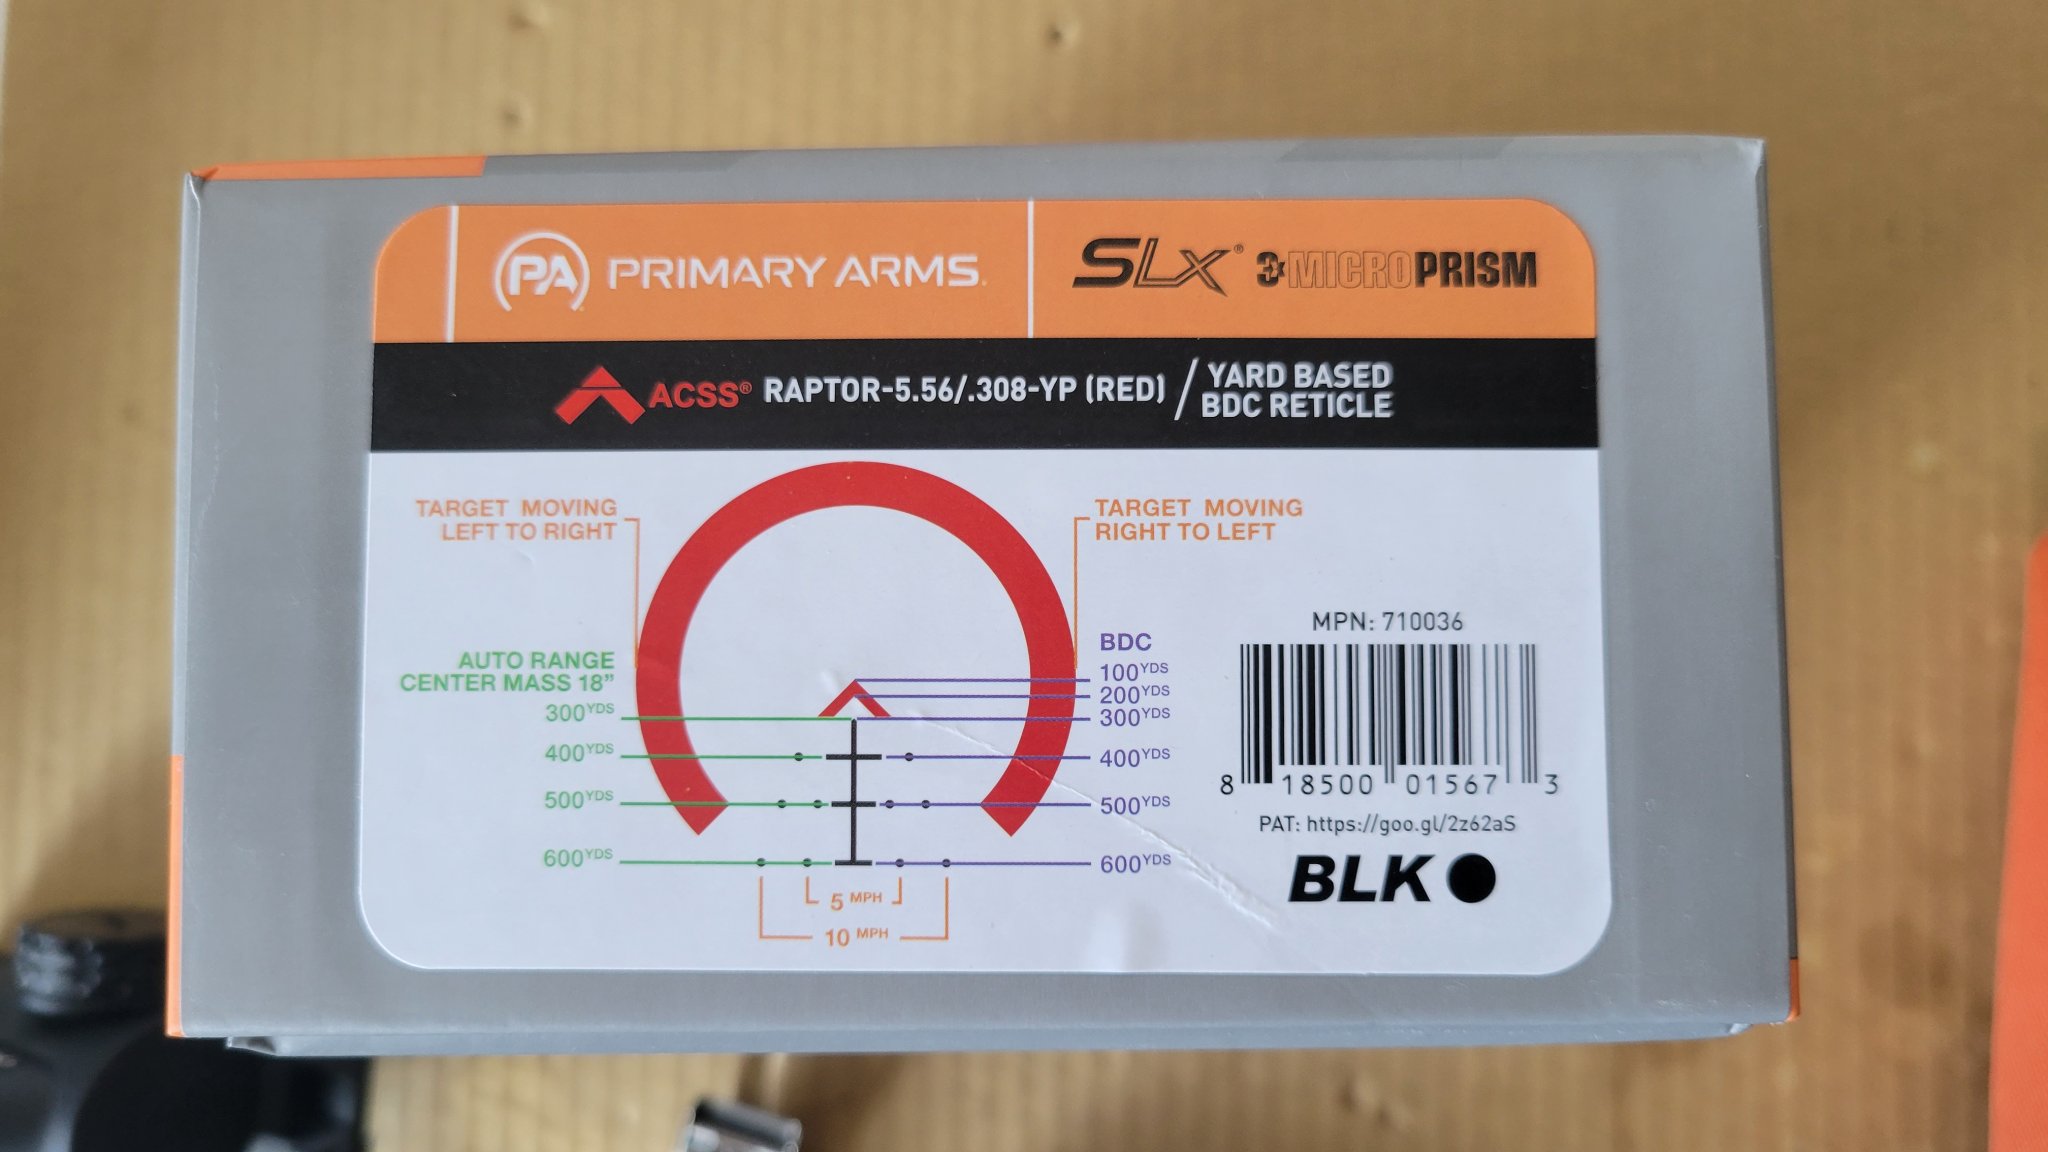 PA PRIMARY ARMS.
SLx® 3x MICROPRISM
ACSS® RAPTOR-5.56/.308-YP (RED) / YARD BASED
BDC RETICLE
TARGET MOVING
LEFT TO RIGHT
TARGET MOVING
RIGHT TO LEFT
AUTO RANGE
CENTER MASS 18”
300YDS
400YDS
500YDS
600YDS
BDC
100YDS
200YDS
300YDS
400YDS
500YDS
600YDS
5 MPH
10 MPH
MPN: 710036
8 18500 01567 3
PAT: https://goo.gl/2z62aS
BLK